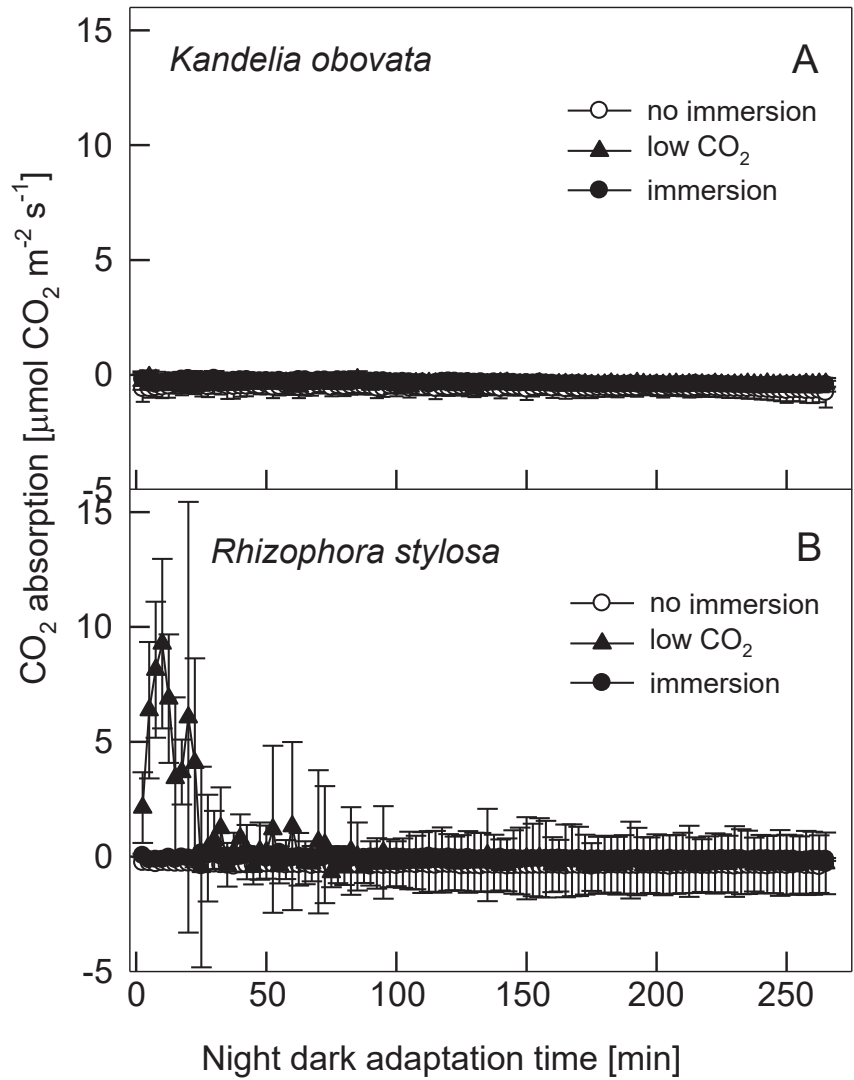 CO₂ absorption [μmol CO₂ m⁻² s⁻¹]
15
10
5
0
-5
Kandelia obovata
A
no immersion
low CO₂
immersion
15
10
5
0
-5
Rhizophora stylosa
B
no immersion
low CO₂
immersion
0 50 100 150 200 250
Night dark adaptation time [min]